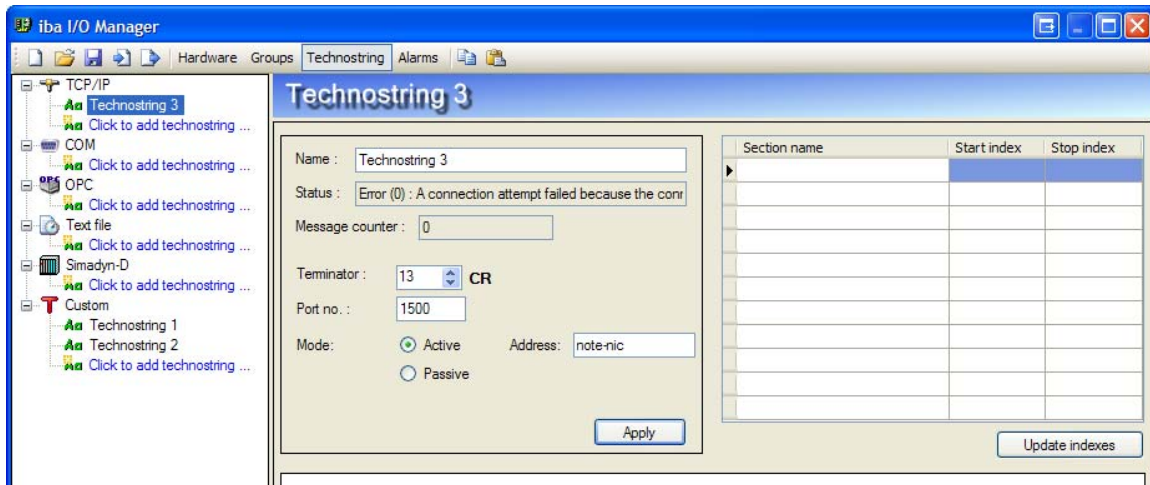 iba I/O Manager
Hardware Groups Technostring Alarms
TCP/IP
Technostring 3
Click to add technostring ...
COM
Click to add technostring ...
OPC
Click to add technostring ...
Text file
Click to add technostring ...
Simadyn-D
Click to add technostring ...
Custom
Technostring 1
Technostring 2
Click to add technostring ...
Technostring 3
Name : Technostring 3
Status : Error (0) : A connection attempt failed because the conr
Message counter : 0
Terminator : 13 CR
Port no. : 1500
Mode: Active Address: note-nic
Passive
Apply
Section name Start index Stop index
Update indexes